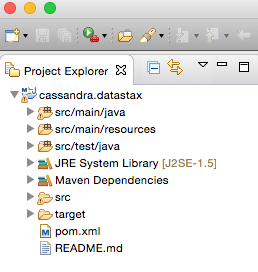 Project Explorer
cassandra.datastax
src/main/java
src/main/resources
src/test/java
JRE System Library [J2SE-1.5]
Maven Dependencies
src
target
pom.xml
README.md